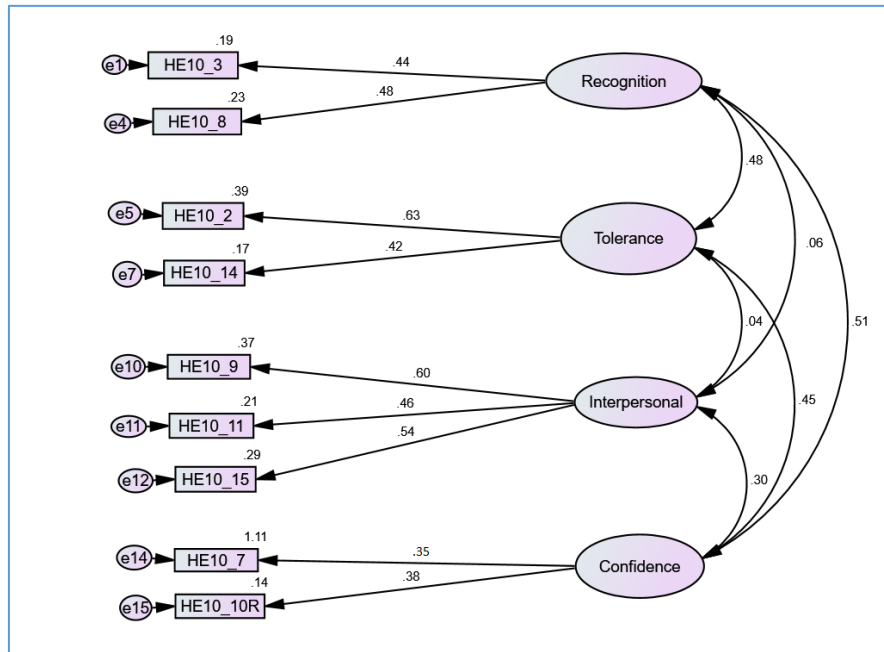 .19
e1 HE10_3 .44 Recognition
.23
e4 HE10_8 .48
.48
.39
e5 HE10_2 .63 Tolerance
.17
e7 HE10_14 .42
.06
.04 .51
.37
e10 HE10_9 .60
.21
e11 HE10_11 .46 Interpersonal .45
.29
e12 HE10_15 .54
.30
1.11
e14 HE10_7 .35 Confidence
.14
e15 HE10_10R .38